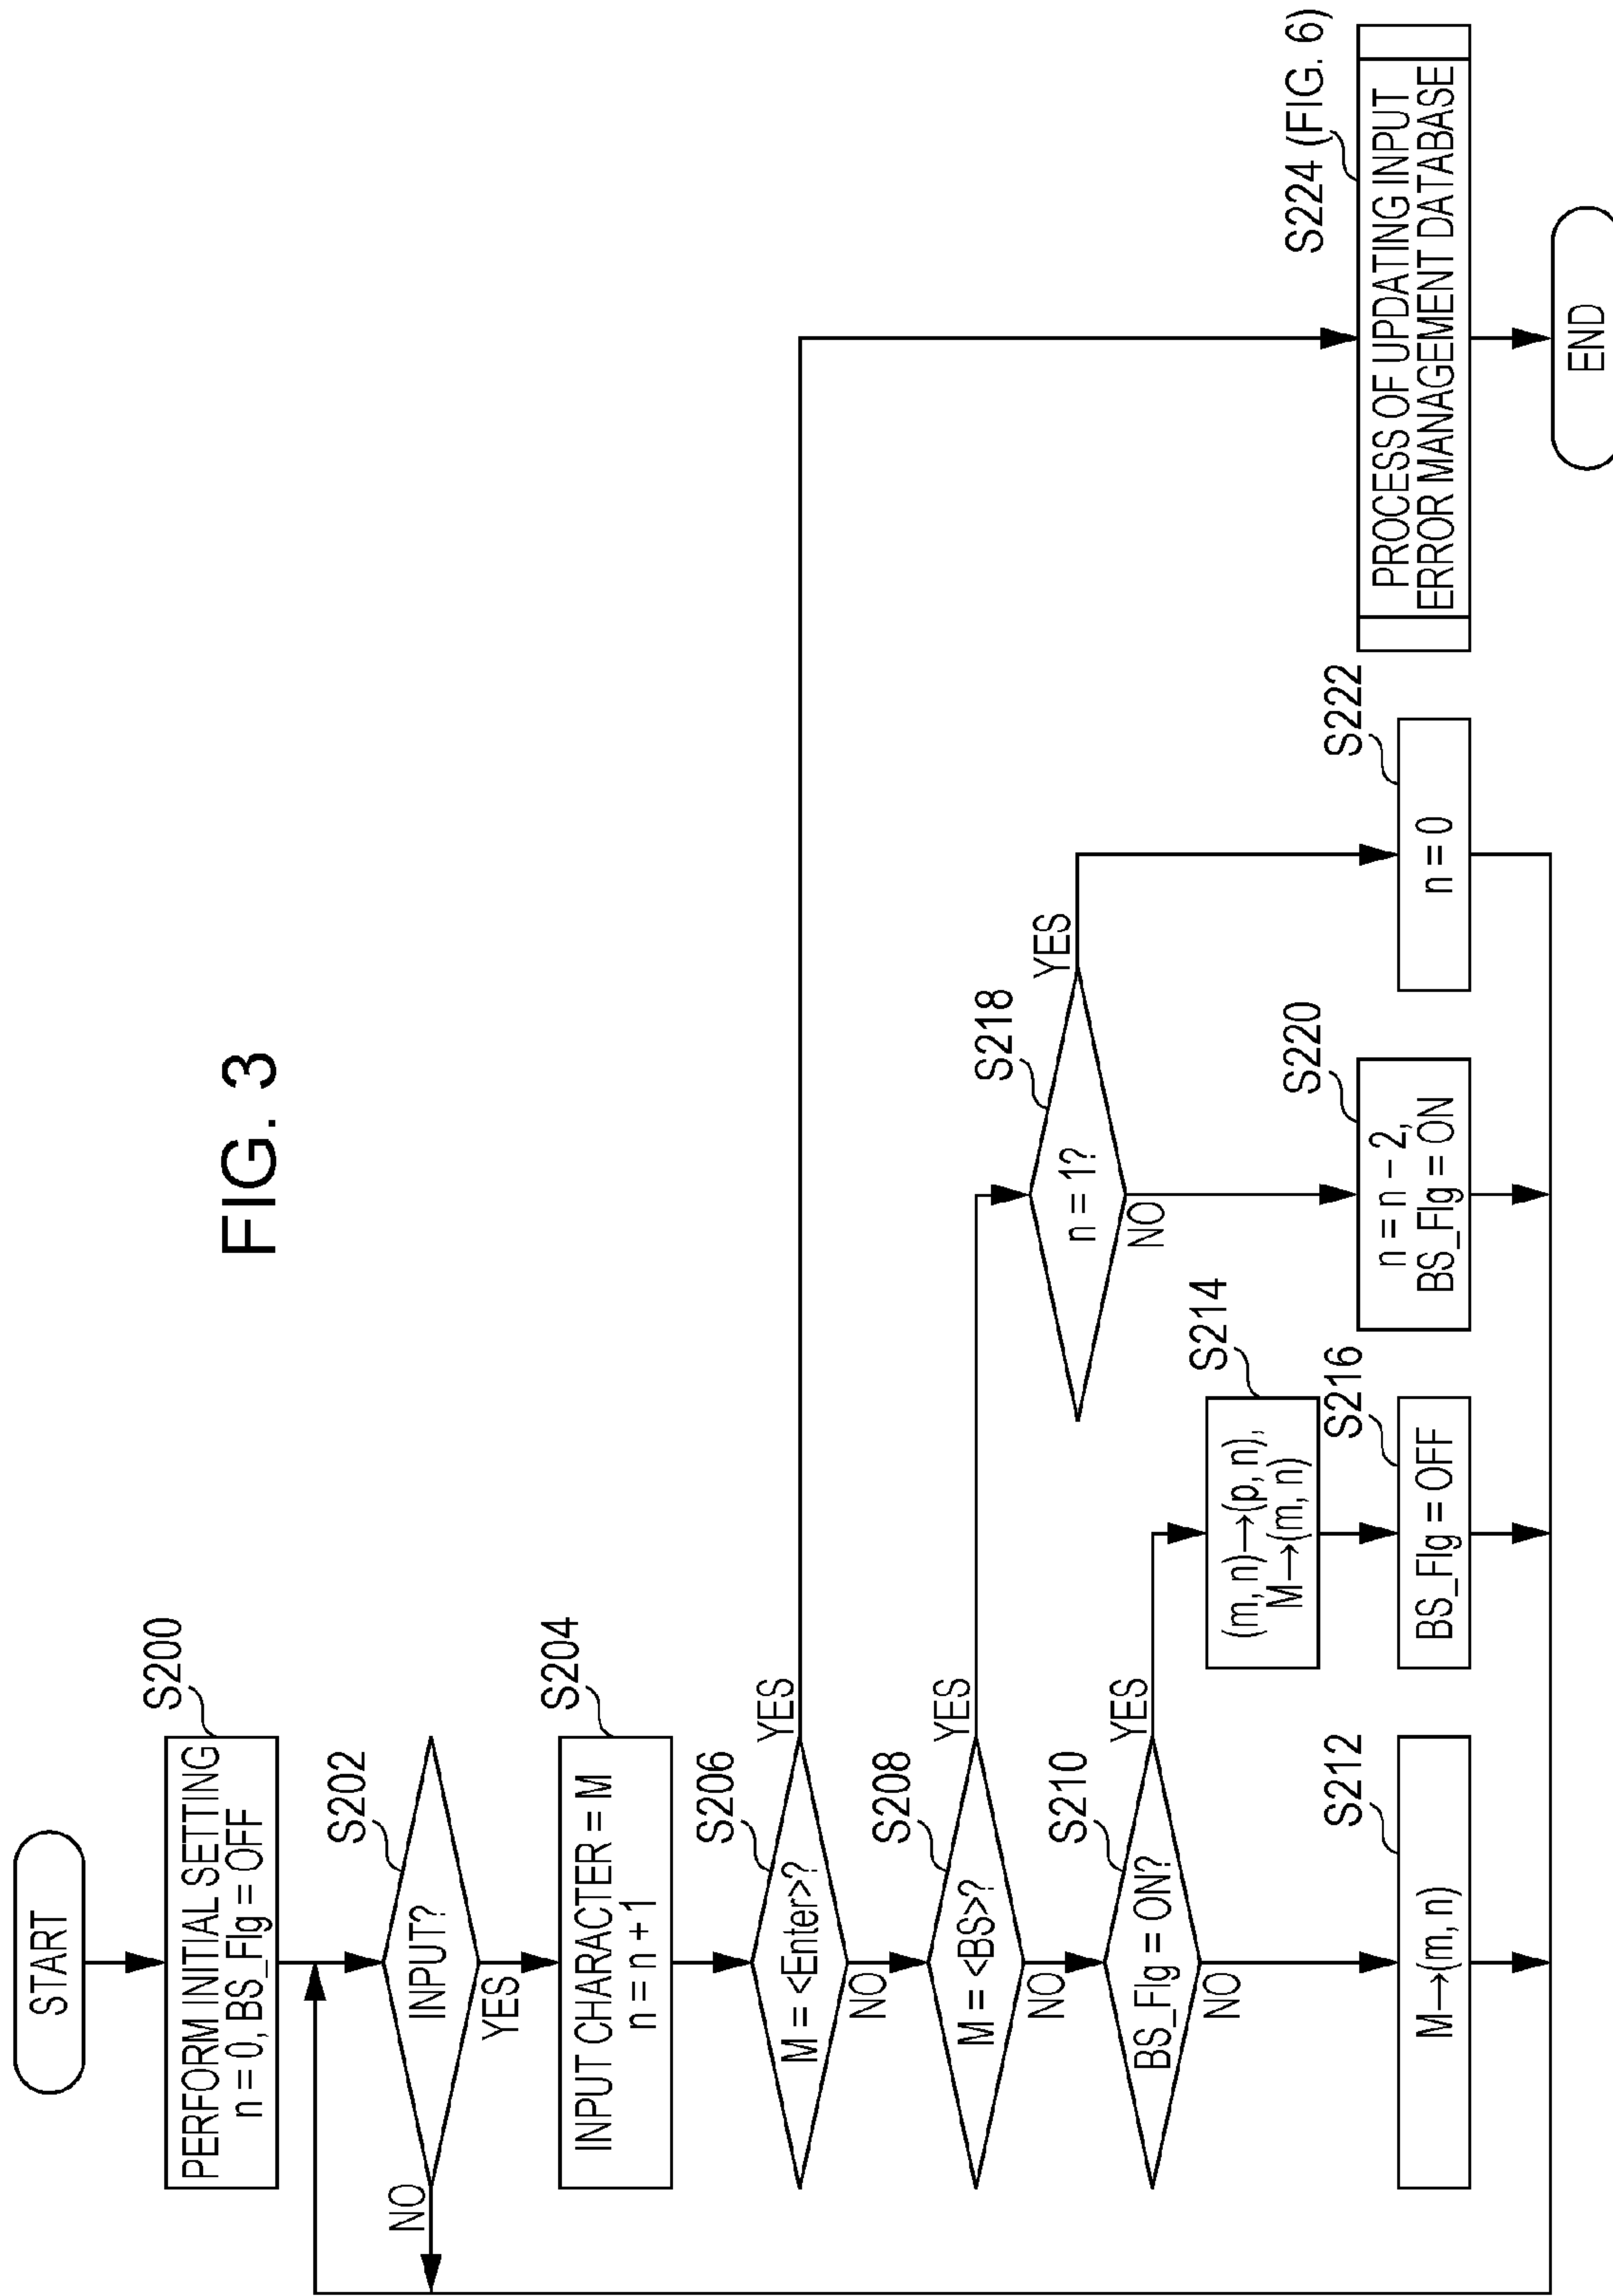 FIG. 3
START
S200
PERFORM INITIAL SETTING
n = 0, BS_Flg = OFF
S202
INPUT?
NO
YES
S204
INPUT CHARACTER = M
n = n + 1
S206
M = <Enter>?
YES
NO
S208
M = <BS>?
YES
NO
S210
BS_Flg = ON?
YES
NO
S212
M→(m, n)
S214
(m, n)→(p, n),
M→(m, n)
S216
BS_Flg = OFF
S218
n = 1?
YES
NO
S220
n = n − 2,
BS_Flg = ON
S222
n = 0
S224 (FIG. 6)
PROCESS OF UPDATING INPUT
ERROR MANAGEMENT DATABASE
END